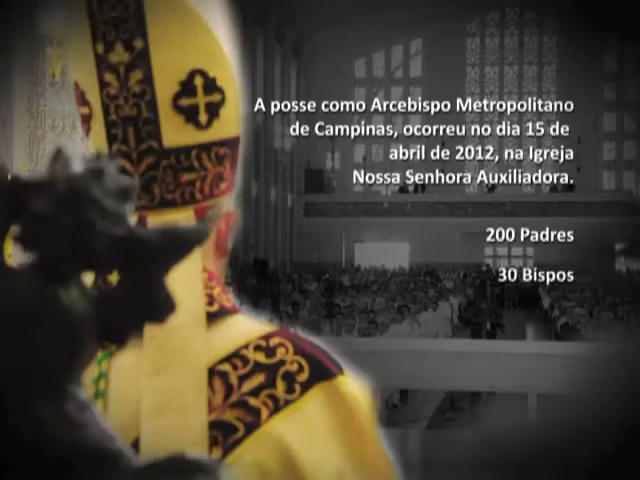 A posse como Arcebispo Metropolitano
de Campinas, ocorreu no dia 15 de
abril de 2012, na Igreja
Nossa Senhora Auxiliadora.
200 Padres
30 Bispos